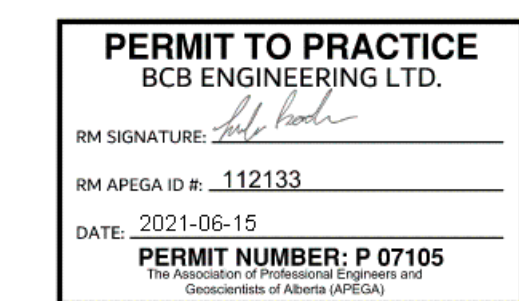 PERMIT TO PRACTICE
BCB ENGINEERING LTD.
RM SIGNATURE:
RM APEGA ID #: 112133
DATE: 2021-06-15
PERMIT NUMBER: P 07105
The Association of Professional Engineers and
Geoscientists of Alberta (APEGA)